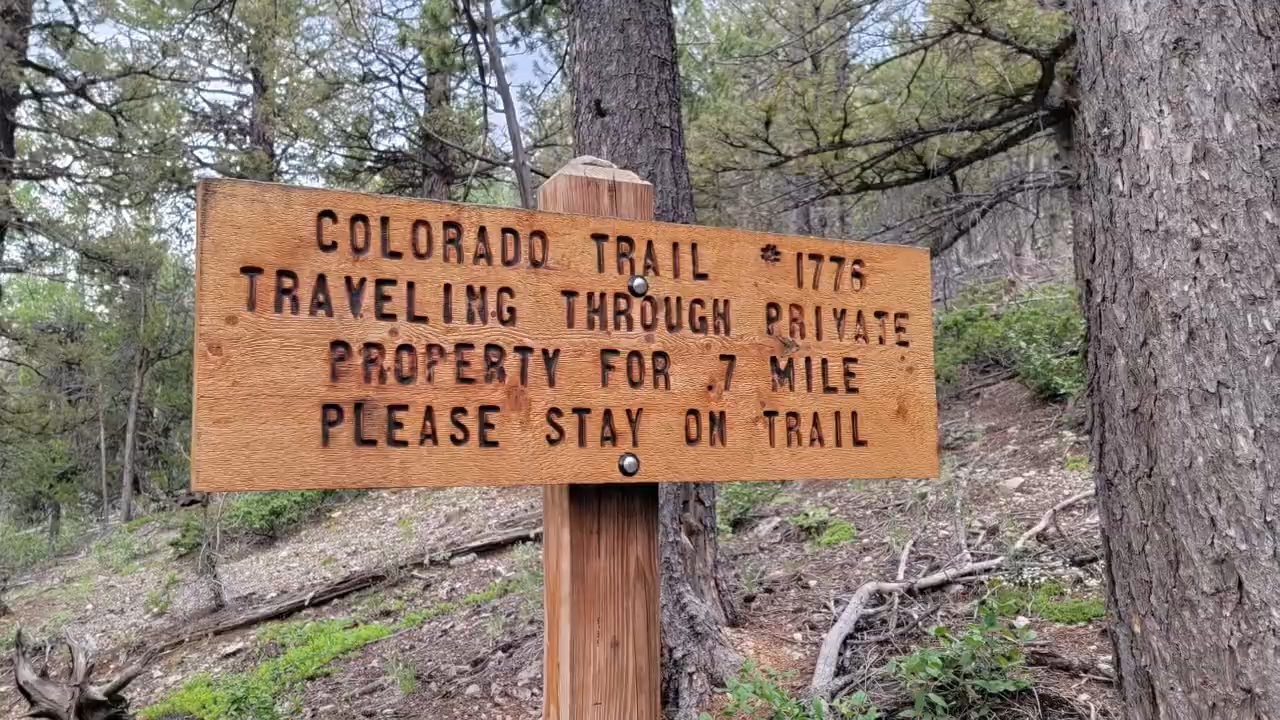 COLORADO TRAIL #1776
TRAVELING THROUGH PRIVATE
PROPERTY FOR .7 MILE
PLEASE STAY ON TRAIL